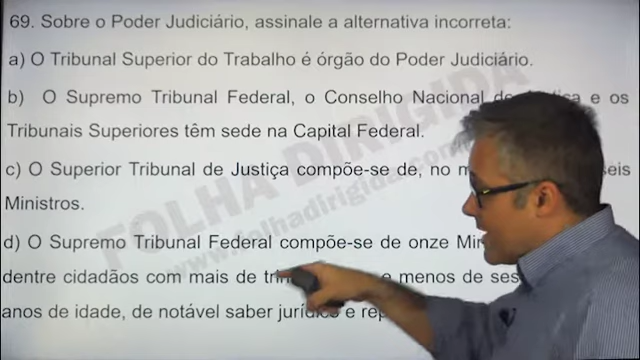 69. Sobre o Poder Judiciário, assinale a alternativa incorreta:
a) O Tribunal Superior do Trabalho é órgão do Poder Judiciário.
b) O Supremo Tribunal Federal, o Conselho Nacional de e os
Tribunais Superiores têm sede na Capital Federal.
c) O Superior Tribunal de Justiça compõe-se de, no seis
Ministros.
d) O Supremo Tribunal Federal compõe-se de onze
dentre cidadãos com mais de e menos de
anos de idade, de notável saber jurídico e
FOLHA DIRIGIDA
www.folhadirigida.com